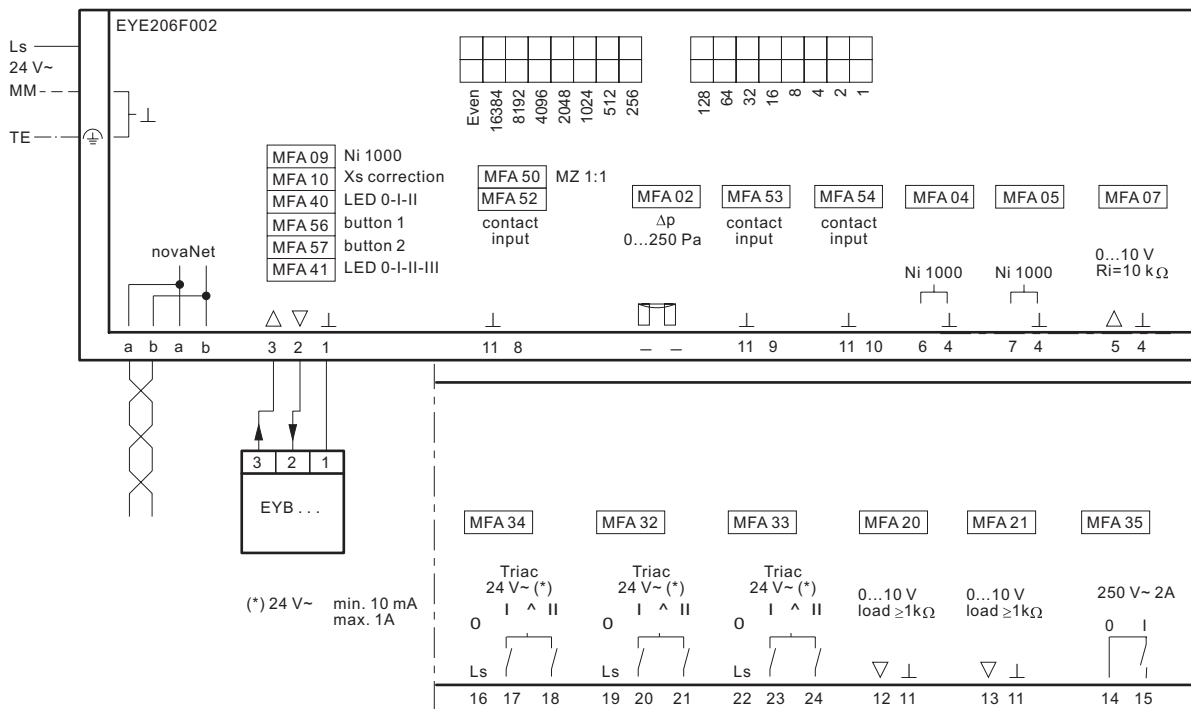 EYE206F002
Ls
24 V~
MM
TE
Even
16384
8192
4096
2048
1024
512
256
128
64
32
16
8
4
2
1
MFA 09 Ni 1000
MFA 10 Xs correction
MFA 40 LED 0-I-II
MFA 56 button 1
MFA 57 button 2
MFA 41 LED 0-I-II-III
MFA 50 MZ 1:1
MFA 52
contact
input
MFA 02
Δp
0...250 Pa
MFA 53
contact
input
MFA 54
contact
input
MFA 04
Ni 1000
MFA 05
Ni 1000
MFA 07
0...10 V
Ri=10 kΩ
novaNet
a b a b 3 2 1 11 8 – – 11 9 11 10 6 4 7 4 5 4
3 2 1
EYB . . .
(*) 24 V~ min. 10 mA
max. 1A
MFA 34
Triac
24 V~ (*)
I ^ II
O
Ls
16 17 18
MFA 32
Triac
24 V~ (*)
I ^ II
O
Ls
19 20 21
MFA 33
Triac
24 V~ (*)
I ^ II
O
Ls
22 23 24
MFA 20
0...10 V
load ≥1kΩ
12 11
MFA 21
0...10 V
load ≥1kΩ
13 11
MFA 35
250 V~ 2A
0 I
14 15